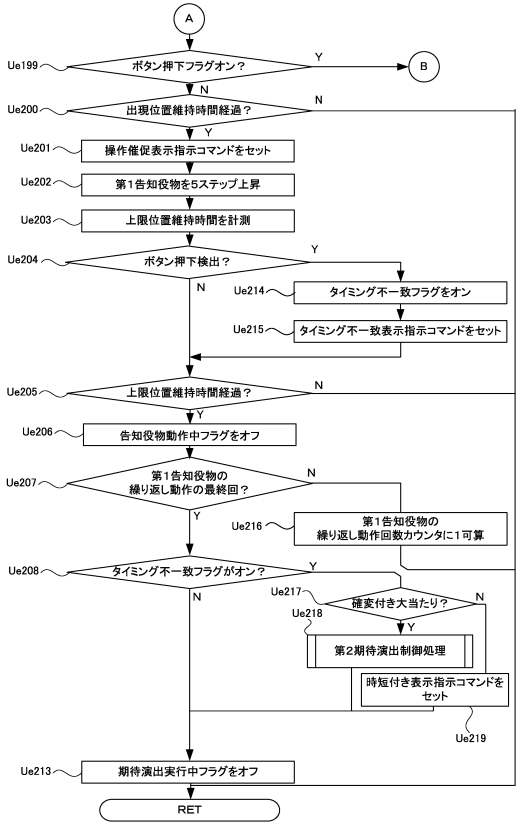 A
Ue199
ボタン押下フラグオン?
Y
B
N
Ue200
出現位置維持時間経過?
N
Y
Ue201
操作催促表示指示コマンドをセット
Ue202
第1告知役物を5ステップ上昇
Ue203
上限位置維持時間を計測
Ue204
ボタン押下検出?
Y
N
Ue214
タイミング不一致フラグをオン
Ue215
タイミング不一致表示指示コマンドをセット
Ue205
上限位置維持時間経過?
N
Y
Ue206
告知役物動作中フラグをオフ
Ue207
第1告知役物の
繰り返し動作の最終回?
N
Y
Ue216
第1告知役物の
繰り返し動作回数カウンタに1可算
Ue208
タイミング不一致フラグがオン?
Y
N
Ue217
確変付き大当たり?
N
Y
Ue218
第2期待演出制御処理
時短付き表示指示コマンドを
セット
Ue219
Ue213
期待演出実行中フラグをオフ
RET